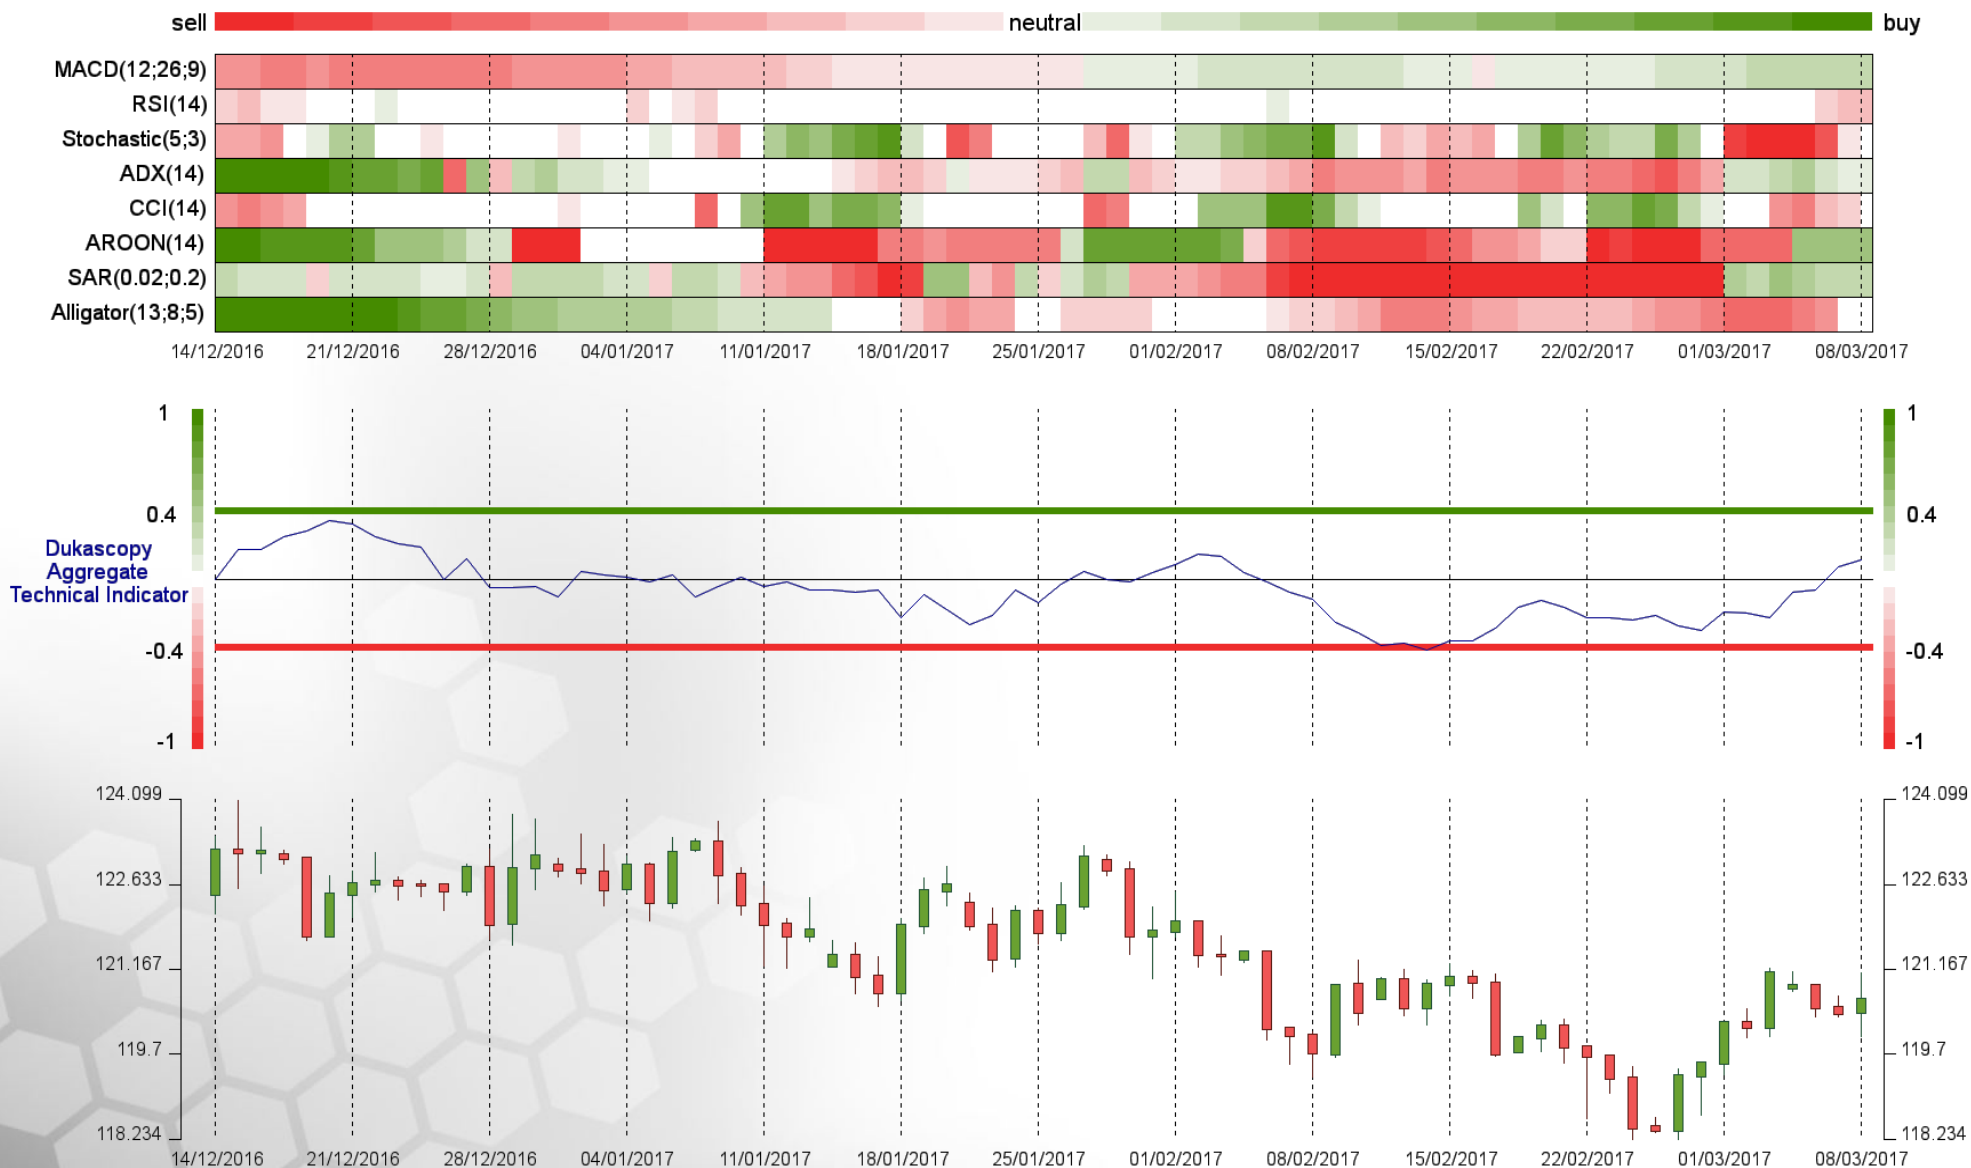 sell neutral buy
MACD(12;26;9)
RSI(14)
Stochastic(5;3)
ADX(14)
CCI(14)
AROON(14)
SAR(0.02;0.2)
Alligator(13;8;5)
14/12/2016 21/12/2016 28/12/2016 04/01/2017 11/01/2017 18/01/2017 25/01/2017 01/02/2017 08/02/2017 15/02/2017 22/02/2017 01/03/2017 08/03/2017
1 1
0.4 0.4
Dukascopy
Aggregate
Technical Indicator
-0.4 -0.4
-1 -1
124.099 124.099
122.633 122.633
121.167 121.167
119.7 119.7
118.234 118.234
14/12/2016 21/12/2016 28/12/2016 04/01/2017 11/01/2017 18/01/2017 25/01/2017 01/02/2017 08/02/2017 15/02/2017 22/02/2017 01/03/2017 08/03/2017